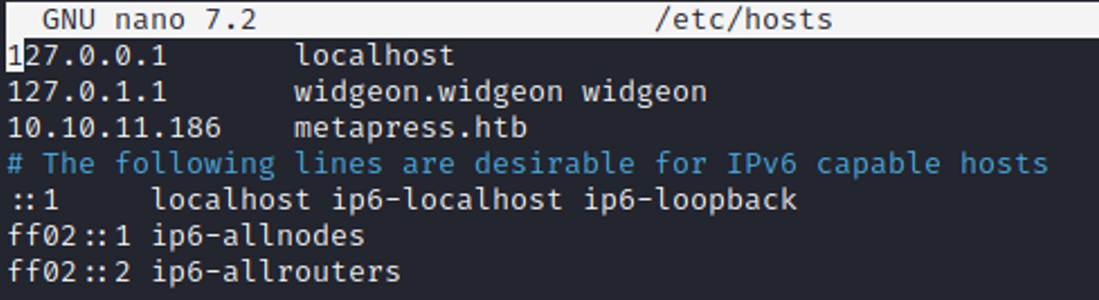 GNU nano 7.2 /etc/hosts
127.0.0.1 localhost
127.0.1.1 widgeon.widgeon widgeon
10.10.11.186 metapress.htb
# The following lines are desirable for IPv6 capable hosts
::1 localhost ip6-localhost ip6-loopback
ff02::1 ip6-allnodes
ff02::2 ip6-allrouters